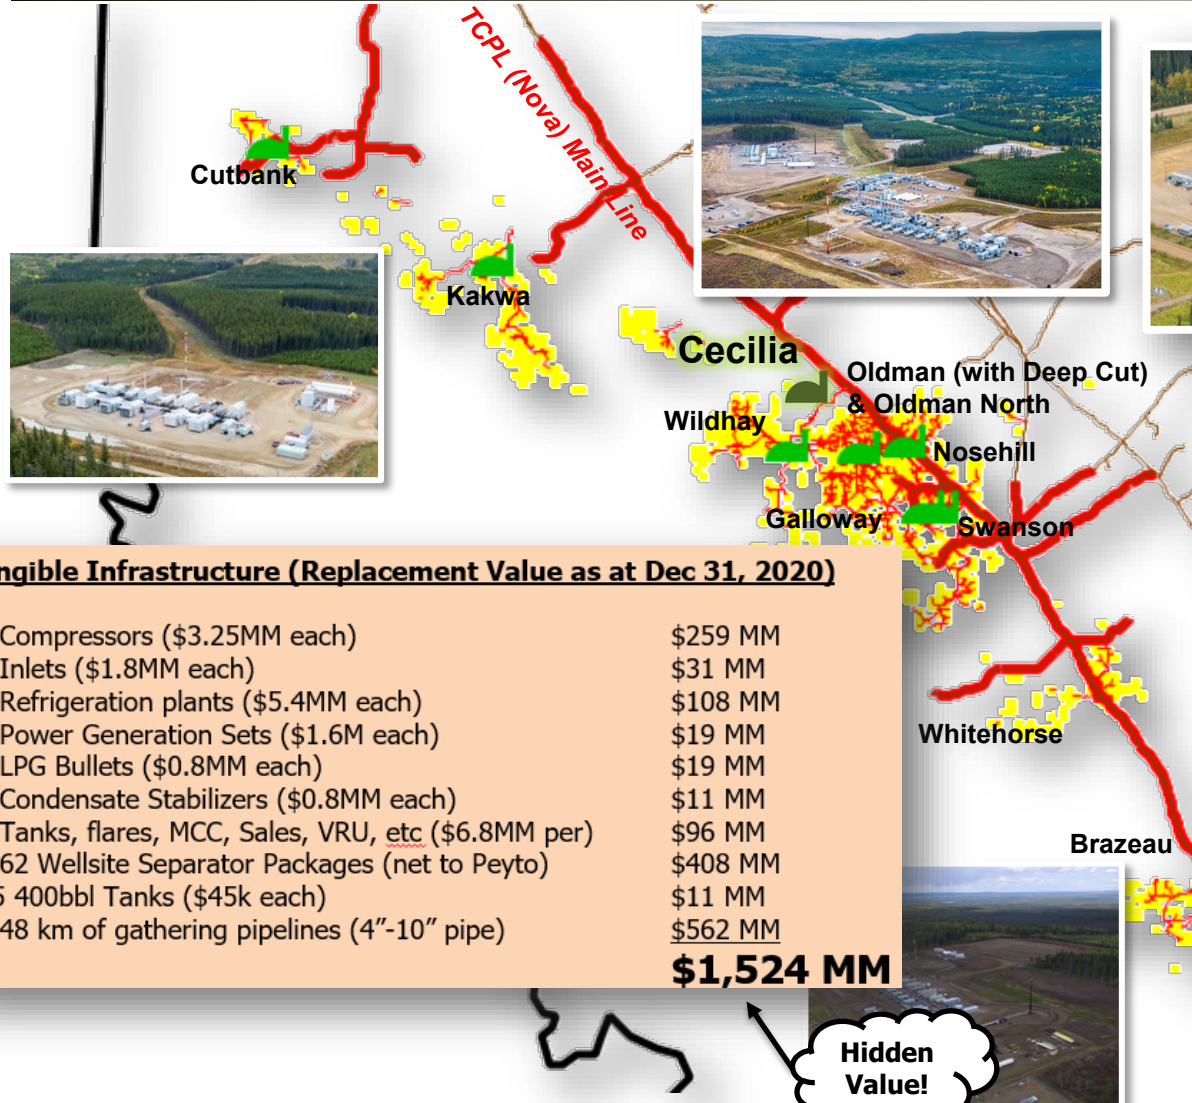 TCPL (Nova) Main Line
Cutbank
Kakwa
Cecilia
Oldman (with Deep Cut)
& Oldman North
Wildhay
Nosehill
Galloway
Swanson
ngible Infrastructure (Replacement Value as at Dec 31, 2020)
Compressors ($3.25MM each) $259 MM
Inlets ($1.8MM each) $31 MM
Refrigeration plants ($5.4MM each) $108 MM
Power Generation Sets ($1.6M each) $19 MM
LPG Bullets ($0.8MM each) $19 MM
Condensate Stabilizers ($0.8MM each) $11 MM
Tanks, flares, MCC, Sales, VRU, etc ($6.8MM per) $96 MM
62 Wellsite Separator Packages (net to Peyto) $408 MM
400bbl Tanks ($45k each) $11 MM
48 km of gathering pipelines (4”-10” pipe) $562 MM
$1,524 MM
Whitehorse
Brazeau
Hidden
Value!